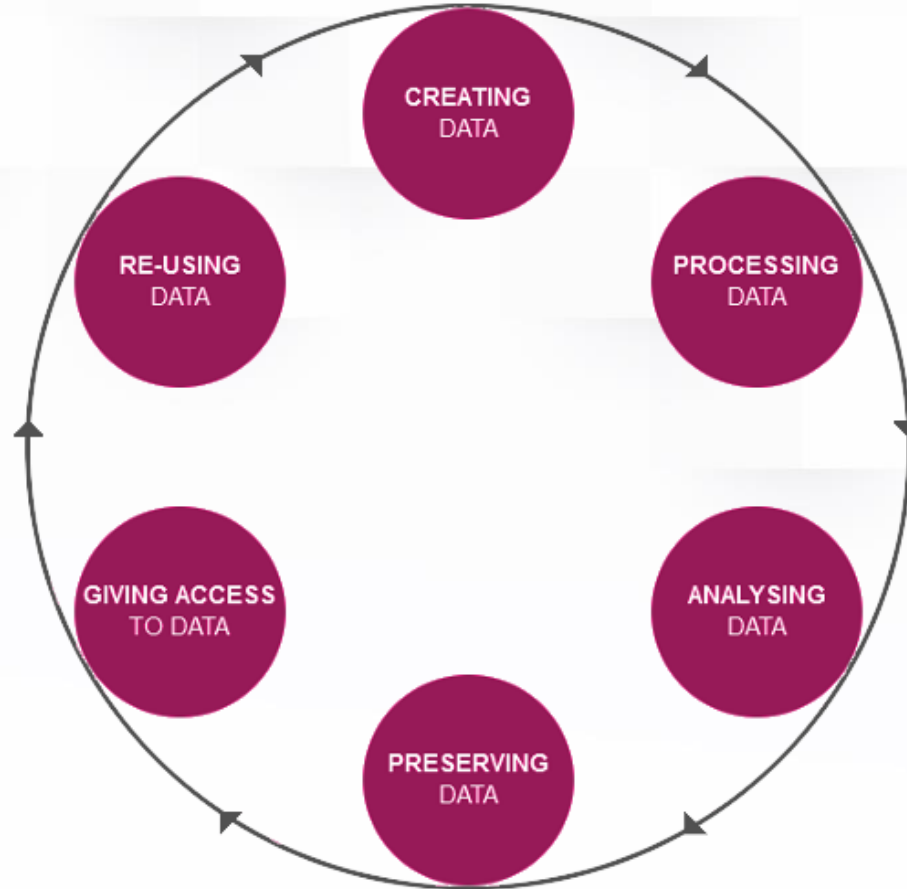 CREATING
DATA
PROCESSING
DATA
ANALYSING
DATA
PRESERVING
DATA
GIVING ACCESS
TO DATA
RE-USING
DATA